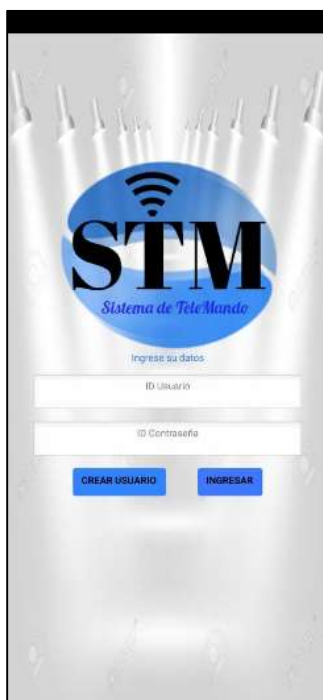 STM
Sistema de TeleMando
Ingrese su datos
ID Usuario
ID Contraseña
CREAR USUARIO
INGRESAR